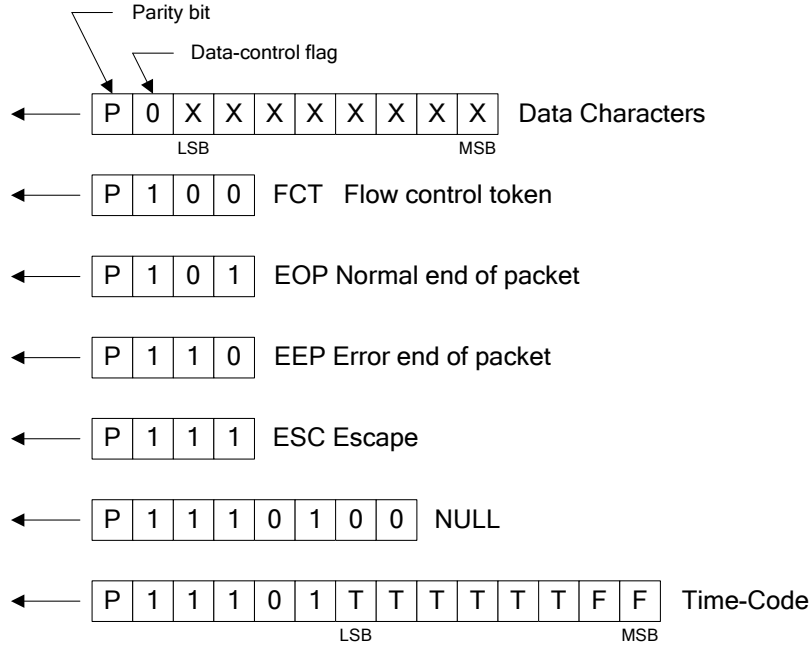 Parity bit
Data-control flag
P 0 X X X X X X X X Data Characters
LSB MSB
P 1 0 0 FCT Flow control token
P 1 0 1 EOP Normal end of packet
P 1 1 0 EEP Error end of packet
P 1 1 1 ESC Escape
P 1 1 1 0 1 0 0 NULL
P 1 1 1 0 1 T T T T T T F F Time-Code
LSB MSB